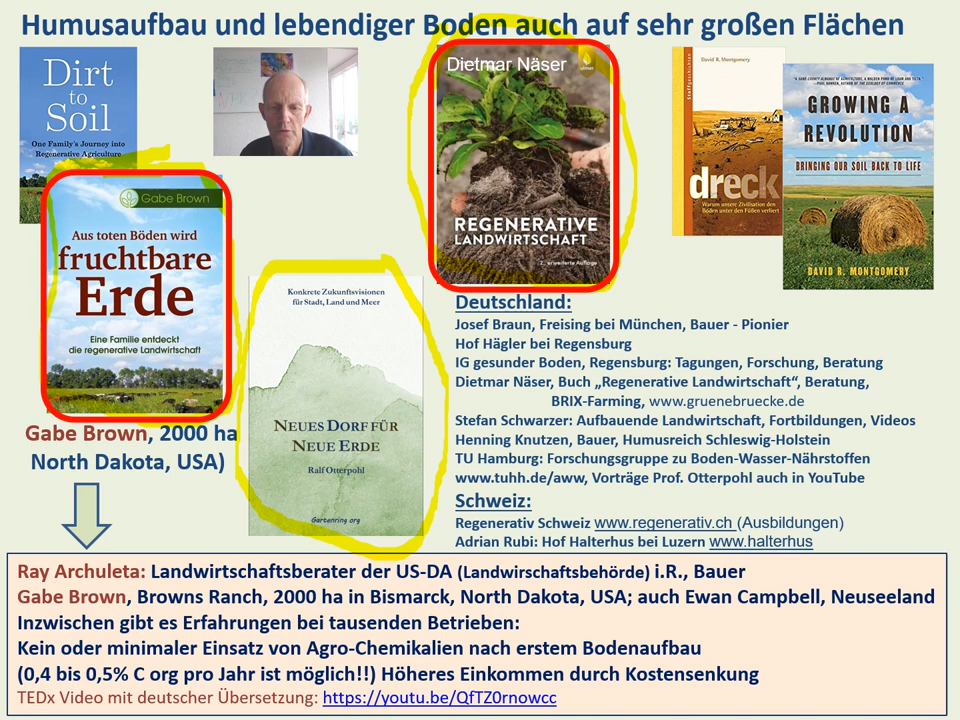 Humusaufbau und lebendiger Boden auch auf sehr großen Flächen
Dirt
to
Soil
One Family's Journey into
Regenerative Agriculture
Gabe Brown
Aus toten Böden wird
fruchtbare
Erde
Eine Familie entdeckt
die regenerative Landwirtschaft
Gabe Brown, 2000 ha
North Dakota, USA)
Konkrete Zukunftsvisionen
für Stadt, Land und Meer
NEUES DORF FÜR
NEUE ERDE
Ralf Otterpohl
Gartenring.org
Dietmar Näser
ulmer
REGENERATIVE
LANDWIRTSCHAFT
2., erweiterte Auflage
Stoffgeschichten
David R. Montgomery
dreck
Warum unsere Zivilisation den
Boden unter den Füßen verliert
GROWING A
REVOLUTION
BRINGING OUR SOIL BACK TO LIFE
DAVID R. MONTGOMERY
Deutschland:
Josef Braun, Freising bei München, Bauer - Pionier
Hof Hägler bei Regensburg
IG gesunder Boden, Regensburg: Tagungen, Forschung, Beratung
Dietmar Näser, Buch „Regenerative Landwirtschaft“, Beratung,
BRIX-Farming, www.gruenebruecke.de
Stefan Schwarzer: Aufbauende Landwirtschaft, Fortbildungen, Videos
Henning Knutzen, Bauer, Humusreich Schleswig-Holstein
TU Hamburg: Forschungsgruppe zu Boden-Wasser-Nährstoffen
www.tuhh.de/aww, Vorträge Prof. Otterpohl auch in YouTube
Schweiz:
Regenerativ Schweiz www.regenerativ.ch (Ausbildungen)
Adrian Rubi: Hof Halterhus bei Luzern www.halterhus
Ray Archuleta: Landwirtschaftsberater der US-DA (Landwirschaftsbehörde) i.R., Bauer
Gabe Brown, Browns Ranch, 2000 ha in Bismarck, North Dakota, USA; auch Ewan Campbell, Neuseeland
Inzwischen gibt es Erfahrungen bei tausenden Betrieben:
Kein oder minimaler Einsatz von Agro-Chemikalien nach erstem Bodenaufbau
(0,4 bis 0,5% C org pro Jahr ist möglich!!) Höheres Einkommen durch Kostensenkung
TEDx Video mit deutscher Übersetzung: https://youtu.be/QfTZ0rnowcc